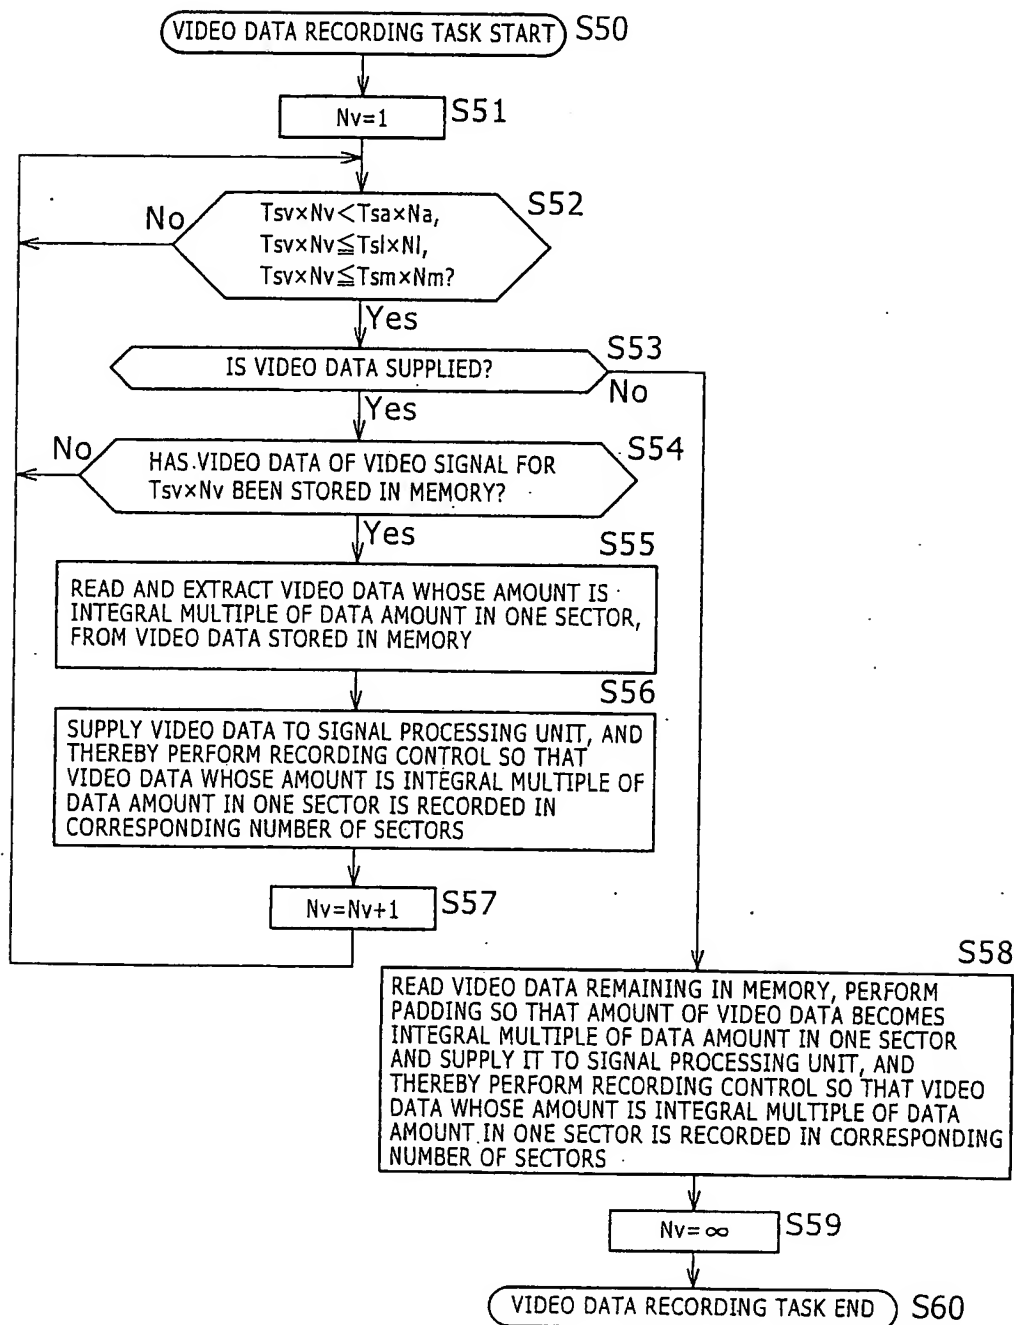 VIDEO DATA RECORDING TASK START S50
Nv=1 S51
S52
Tsv×Nv<Tsa×Na,
No
Tsv×Nv≦Tsl×Nl,
Tsv×Nv≦Tsm×Nm?
Yes
S53
IS VIDEO DATA SUPPLIED?
No
Yes
S54
No
HAS VIDEO DATA OF VIDEO SIGNAL FOR
Tsv×Nv BEEN STORED IN MEMORY?
Yes
S55
READ AND EXTRACT VIDEO DATA WHOSE AMOUNT IS
INTEGRAL MULTIPLE OF DATA AMOUNT IN ONE SECTOR,
FROM VIDEO DATA STORED IN MEMORY
S56
SUPPLY VIDEO DATA TO SIGNAL PROCESSING UNIT, AND
THEREBY PERFORM RECORDING CONTROL SO THAT
VIDEO DATA WHOSE AMOUNT IS INTEGRAL MULTIPLE OF
DATA AMOUNT IN ONE SECTOR IS RECORDED IN
CORRESPONDING NUMBER OF SECTORS
Nv=Nv+1 S57
S58
READ VIDEO DATA REMAINING IN MEMORY, PERFORM
PADDING SO THAT AMOUNT OF VIDEO DATA BECOMES
INTEGRAL MULTIPLE OF DATA AMOUNT IN ONE SECTOR
AND SUPPLY IT TO SIGNAL PROCESSING UNIT, AND
THEREBY PERFORM RECORDING CONTROL SO THAT VIDEO
DATA WHOSE AMOUNT IS INTEGRAL MULTIPLE OF DATA
AMOUNT IN ONE SECTOR IS RECORDED IN CORRESPONDING
NUMBER OF SECTORS
Nv=∞ S59
VIDEO DATA RECORDING TASK END S60